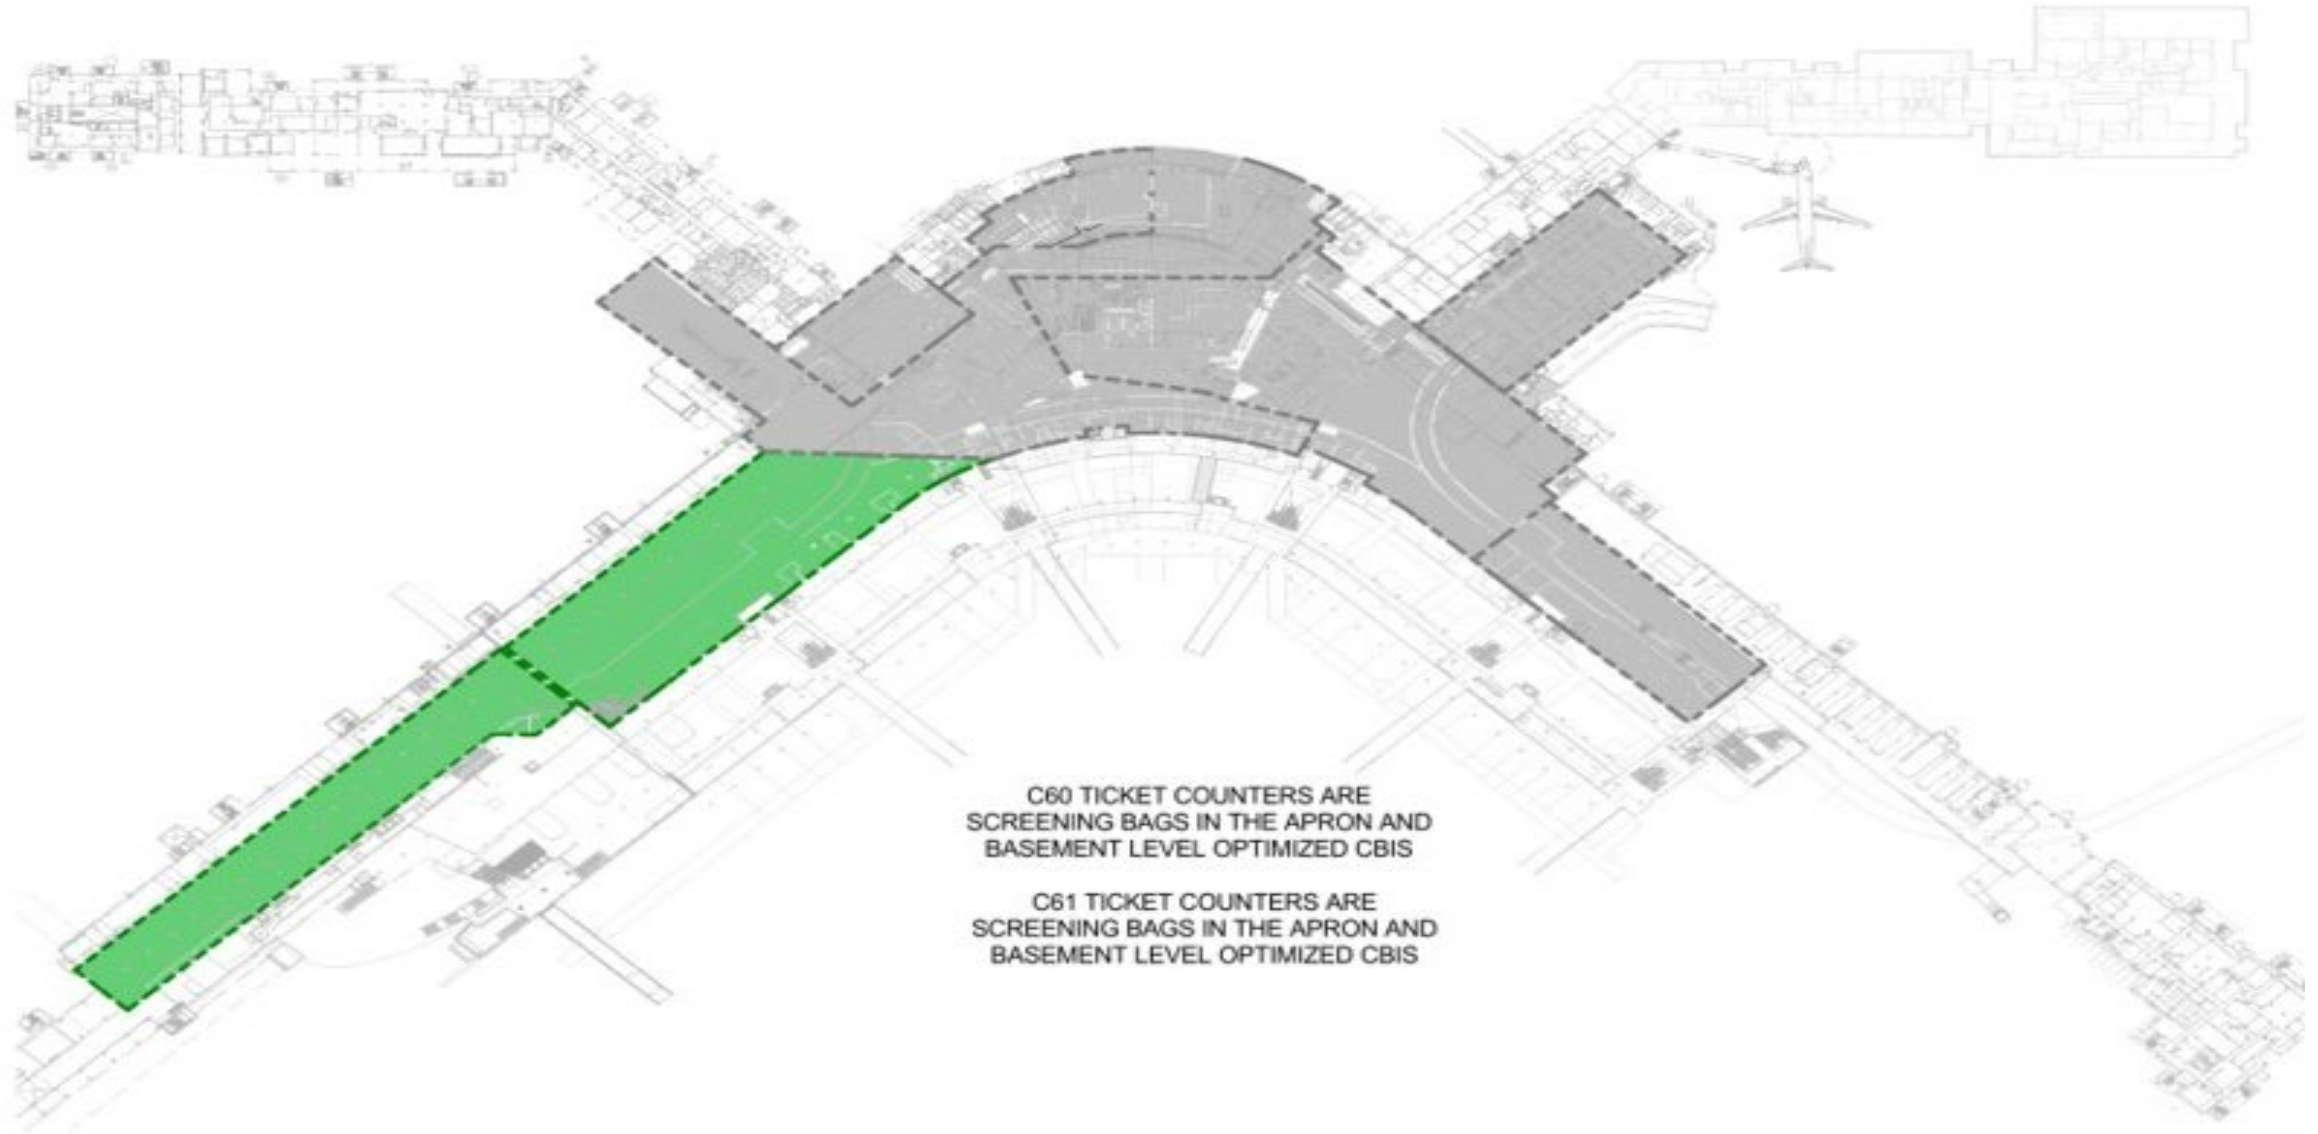 C60 TICKET COUNTERS ARE
SCREENING BAGS IN THE APRON AND
BASEMENT LEVEL OPTIMIZED CBIS
C61 TICKET COUNTERS ARE
SCREENING BAGS IN THE APRON AND
BASEMENT LEVEL OPTIMIZED CBIS